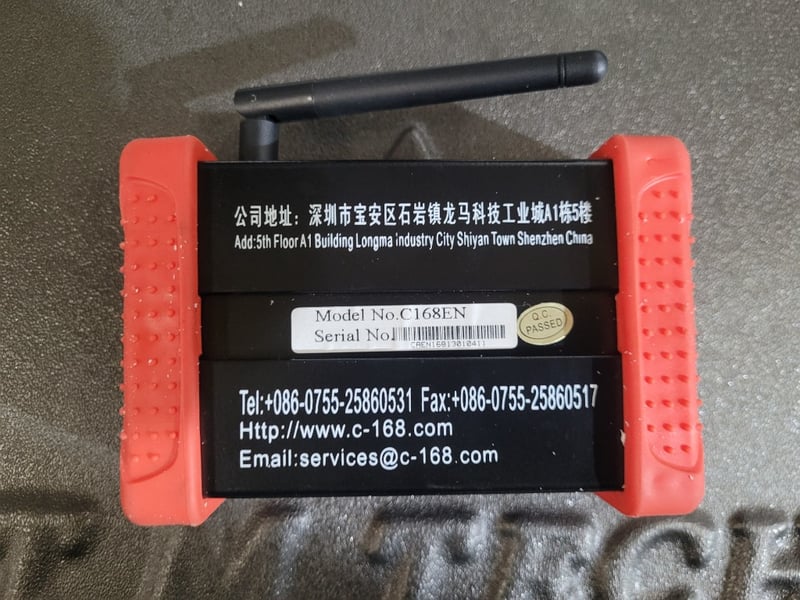 公司地址：深圳市宝安区石岩镇龙马科技工业城A1栋5楼
Add:5th Floor A1 Building Longma industry City Shiyan Town Shenzhen China
Model No.C168EN
Serial No
CAEN16813010411
Q.C.
PASSED
Tel:+086-0755-25860531 Fax:+086-0755-25860517
Http://www.c-168.com
Email:services@c-168.com
TM TECH